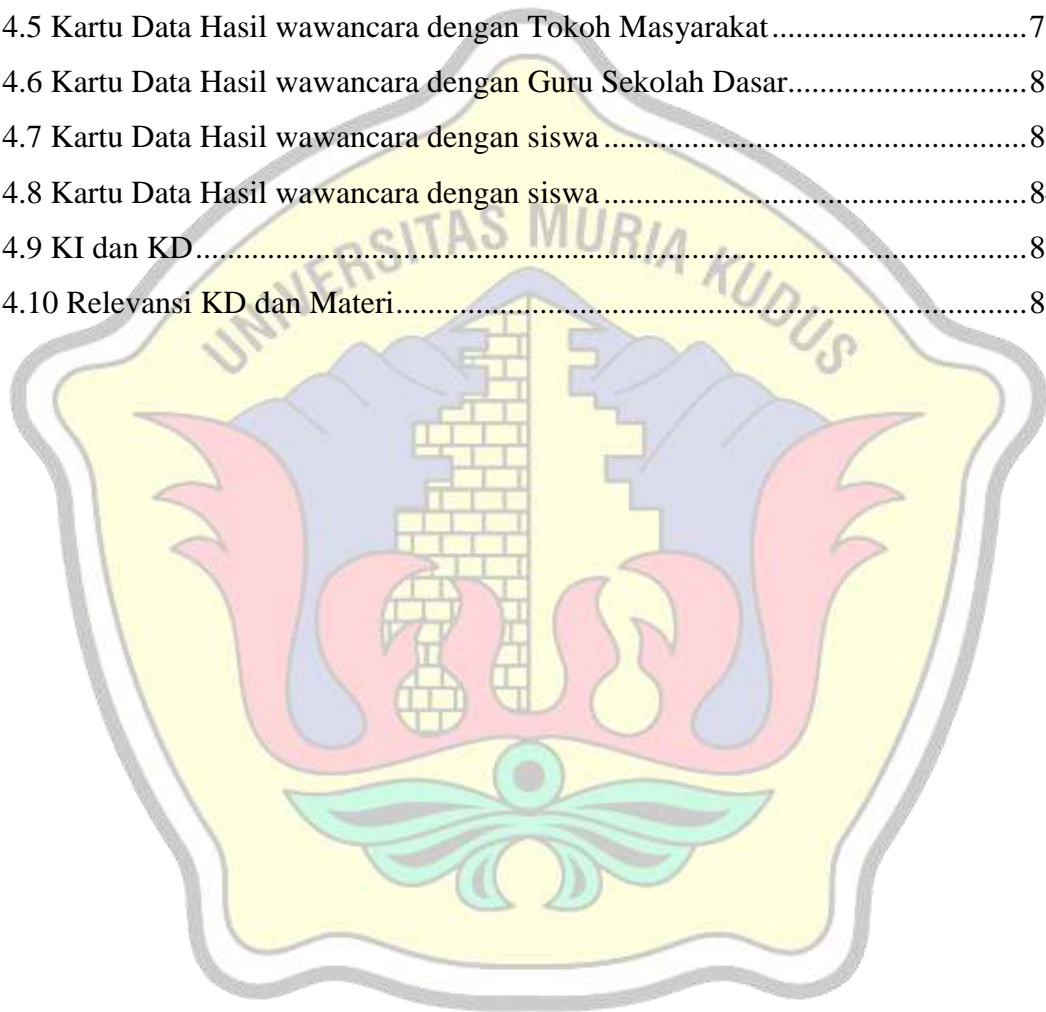 4.5 Kartu Data Hasil wawancara dengan Tokoh Masyarakat................................7
4.6 Kartu Data Hasil wawancara dengan Guru Sekolah Dasar..............................8
4.7 Kartu Data Hasil wawancara dengan siswa.....................................................8
4.8 Kartu Data Hasil wawancara dengan siswa.....................................................8
4.9 KI dan KD........................................................................................................8
4.10 Relevansi KD dan Materi...............................................................................8
UNIVERSITAS MURIA KUDUS